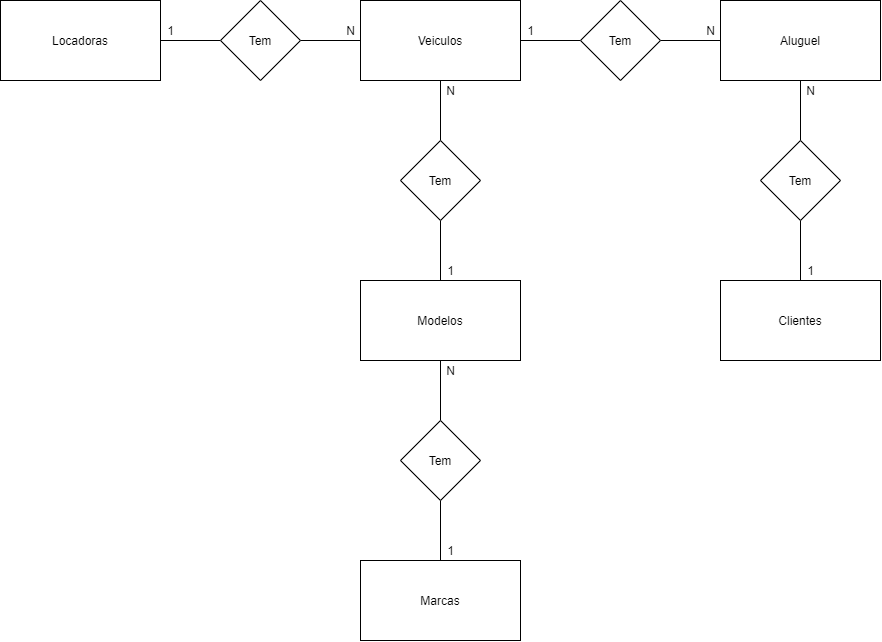 Locadoras
1
Tem
N
Veiculos
1
Tem
N
Aluguel
N
Tem
1
N
Tem
1
Modelos
Clientes
N
Tem
1
Marcas